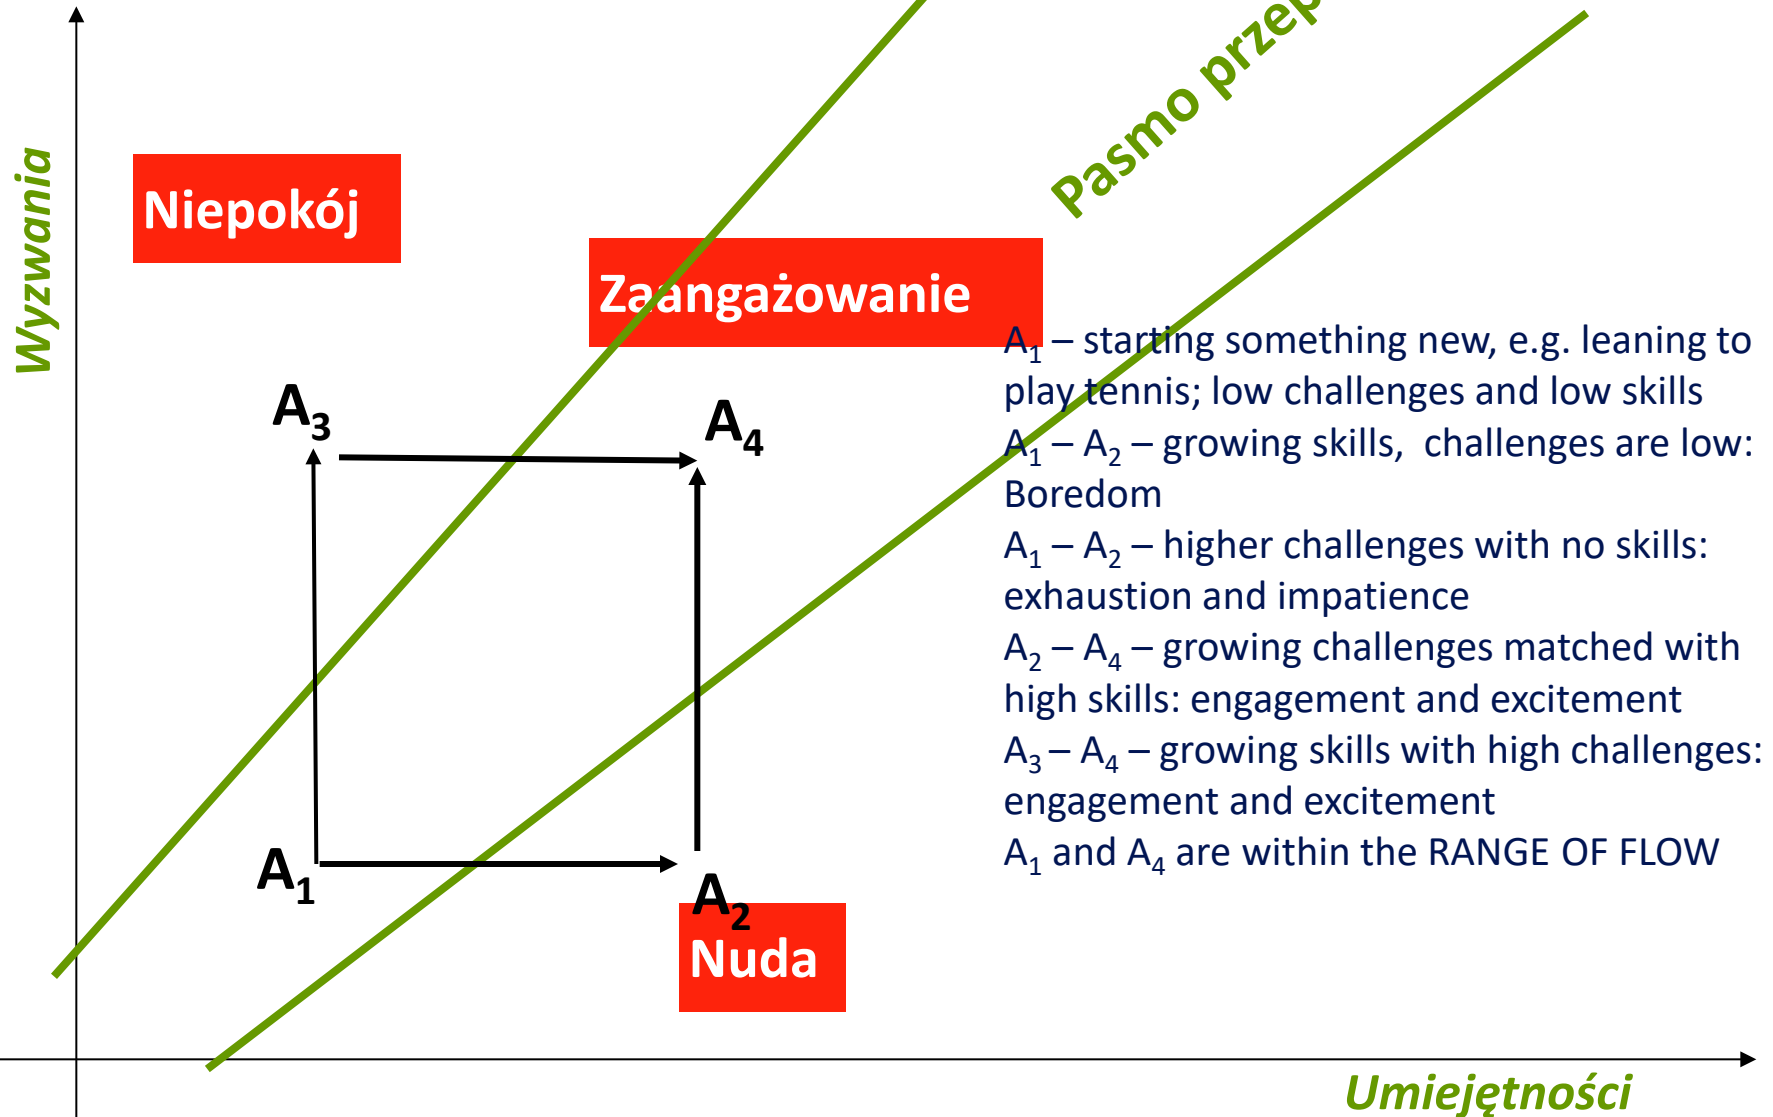 Pasmo przep
Wyzwania
Niepokój
Zaangażowanie
A₃
A₄
A₁
A₂
Nuda
A₁ – starting something new, e.g. leaning to
play tennis; low challenges and low skills
A₁ – A₂ – growing skills, challenges are low:
Boredom
A₁ – A₂ – higher challenges with no skills:
exhaustion and impatience
A₂ – A₄ – growing challenges matched with
high skills: engagement and excitement
A₃ – A₄ – growing skills with high challenges:
engagement and excitement
A₁ and A₄ are within the RANGE OF FLOW
Umiejętności